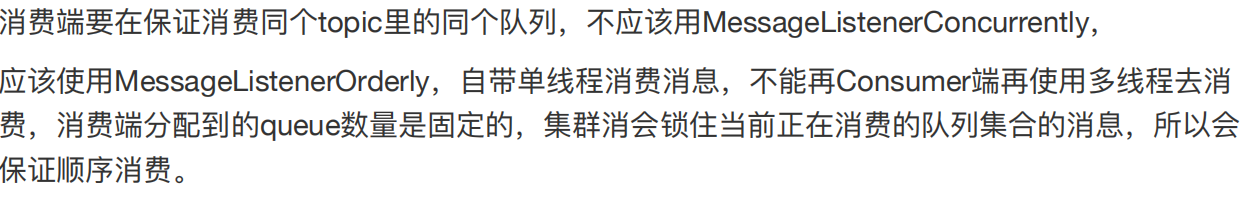 消费端要在保证消费同个topic里的同个队列，不应该用MessageListenerConcurrently，
应该使用MessageListenerOrderly，自带单线程消费消息，不能再Consumer端再使用多线程去消
费，消费端分配到的queue数量是固定的，集群消会锁住当前正在消费的队列集合的消息，所以会
保证顺序消费。